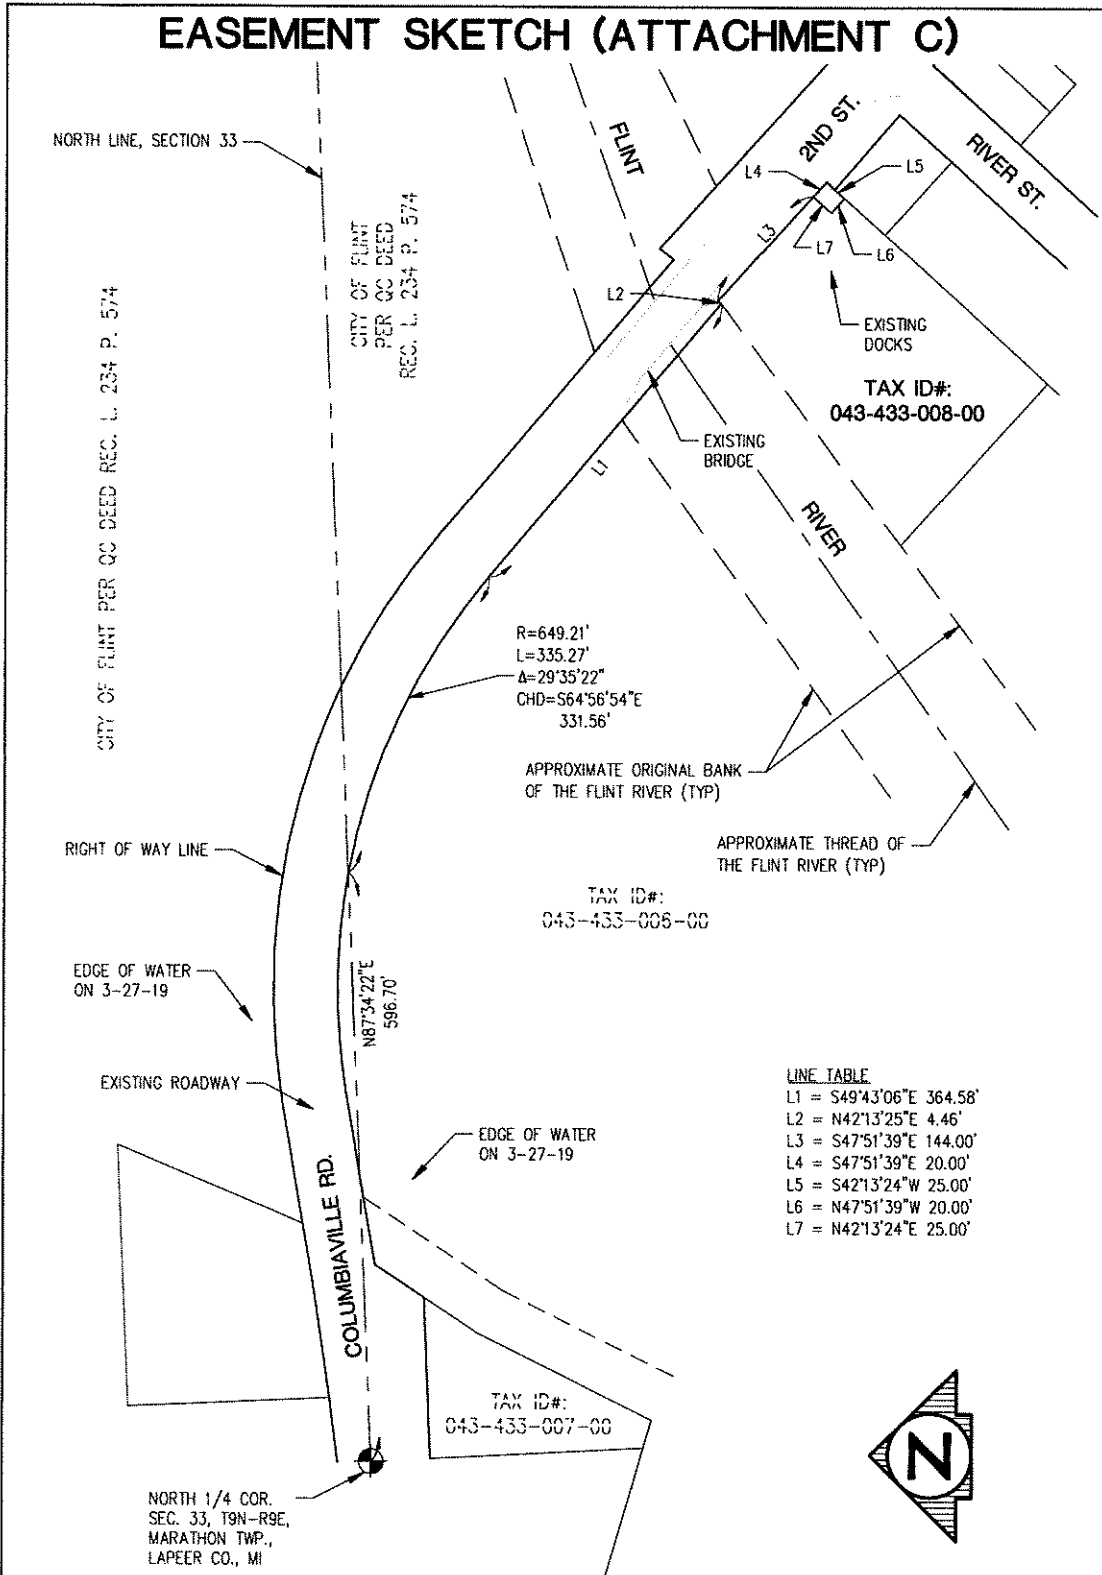 EASEMENT SKETCH (ATTACHMENT C)
NORTH LINE, SECTION 33
CITY OF FLINT PER QC DEED REC. L. 234 P. 574
CITY OF FLINT
PER QC DEED
REC. L. 234 P. 574
FLINT
2ND ST.
RIVER ST.
L4
L5
L3
L7
L6
L2
EXISTING
DOCKS
TAX ID#:
043-433-008-00
EXISTING
BRIDGE
L1
RIVER
R=649.21'
L=335.27'
Δ=29°35'22"
CHD=S64°56'54"E
331.56'
APPROXIMATE ORIGINAL BANK
OF THE FLINT RIVER (TYP)
APPROXIMATE THREAD OF
THE FLINT RIVER (TYP)
RIGHT OF WAY LINE
TAX ID#:
043-433-006-00
EDGE OF WATER
ON 3-27-19
N87°34'22"E
596.70'
EXISTING ROADWAY
EDGE OF WATER
ON 3-27-19
LINE TABLE
L1 = S49°43'06"E 364.58'
L2 = N42°13'25"E 4.46'
L3 = S47°51'39"E 144.00'
L4 = S47°51'39"E 20.00'
L5 = S42°13'24"W 25.00'
L6 = N47°51'39"W 20.00'
L7 = N42°13'24"E 25.00'
COLUMBIAVILLE RD.
TAX ID#:
043-433-007-00
N
NORTH 1/4 COR.
SEC. 33, T9N-R9E,
MARATHON TWP.,
LAPEER CO., MI